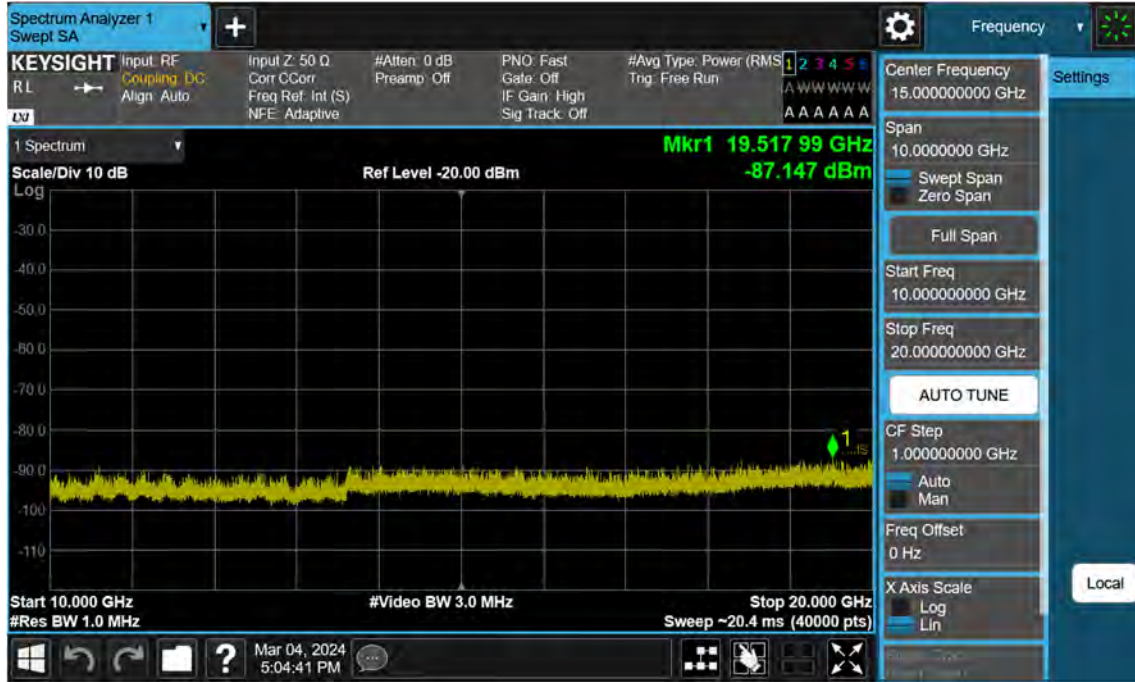 Spectrum Analyzer 1
Swept SA
Frequency
KEYSIGHT
RL
LXI
Input: RF
Coupling: DC
Align: Auto
Input Z: 50 Ω
Corr CCorr
Freq Ref: Int (S)
NFE: Adaptive
#Atten: 0 dB
Preamp: Off
PNO: Fast
Gate: Off
IF Gain: High
Sig Track: Off
#Avg Type: Power (RMS
Trig: Free Run
1 2 3 4 5 6
A W W W W W
A A A A A A
1 Spectrum
Scale/Div 10 dB
Log
Ref Level -20.00 dBm
Mkr1 19.517 99 GHz
-87.147 dBm
-30.0
-40.0
-50.0
-60.0
-70.0
-80.0
-90.0
-100
-110
1
Start 10.000 GHz
#Res BW 1.0 MHz
#Video BW 3.0 MHz
Stop 20.000 GHz
Sweep ~20.4 ms (40000 pts)
Center Frequency
15.000000000 GHz
Span
10.0000000 GHz
Swept Span
Zero Span
Full Span
Start Freq
10.000000000 GHz
Stop Freq
20.000000000 GHz
AUTO TUNE
CF Step
1.000000000 GHz
Auto
Man
Freq Offset
0 Hz
X Axis Scale
Log
Lin
Settings
Local
?
Mar 04, 2024
5:04:41 PM